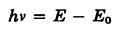 hν = E − E₀